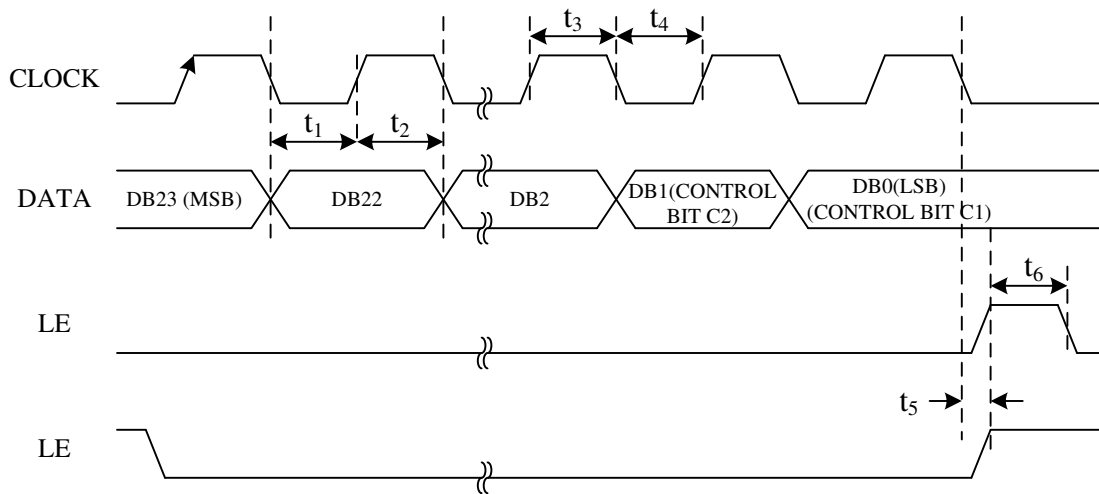 t₃
t₄
CLOCK
t₁
t₂
DATA
DB23 (MSB)
DB22
DB2
DB1(CONTROL
BIT C2)
DB0(LSB)
(CONTROL BIT C1)
t₆
LE
t₅
LE